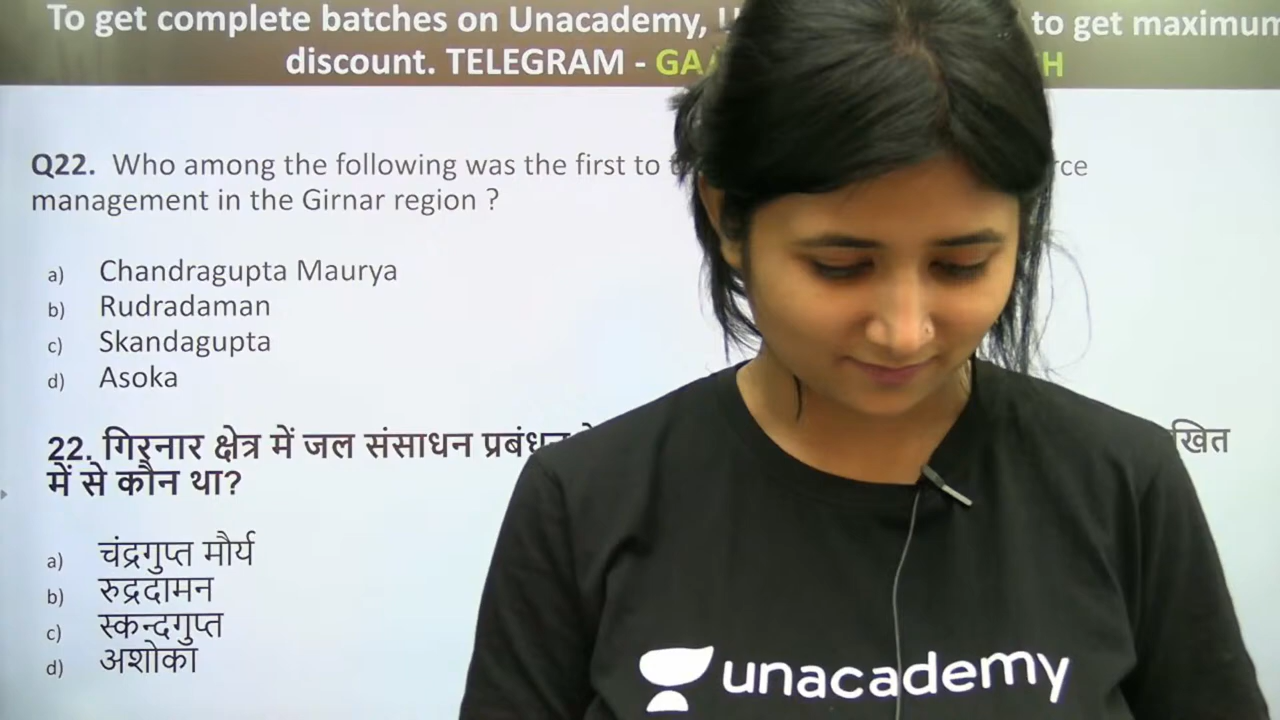 To get complete batches on Unacademy, to get maximum
discount. TELEGRAM - GA H
Q22. Who among the following was the first to rce
management in the Girnar region ?
a) Chandragupta Maurya
b) Rudradaman
c) Skandagupta
d) Asoka
22. गिरनार क्षेत्र में जल संसाधन प्रबंधन खित
में से कौन था?
a) चंद्रगुप्त मौर्य
b) रुद्रदामन
c) स्कन्दगुप्त
d) अशोका
unacademy